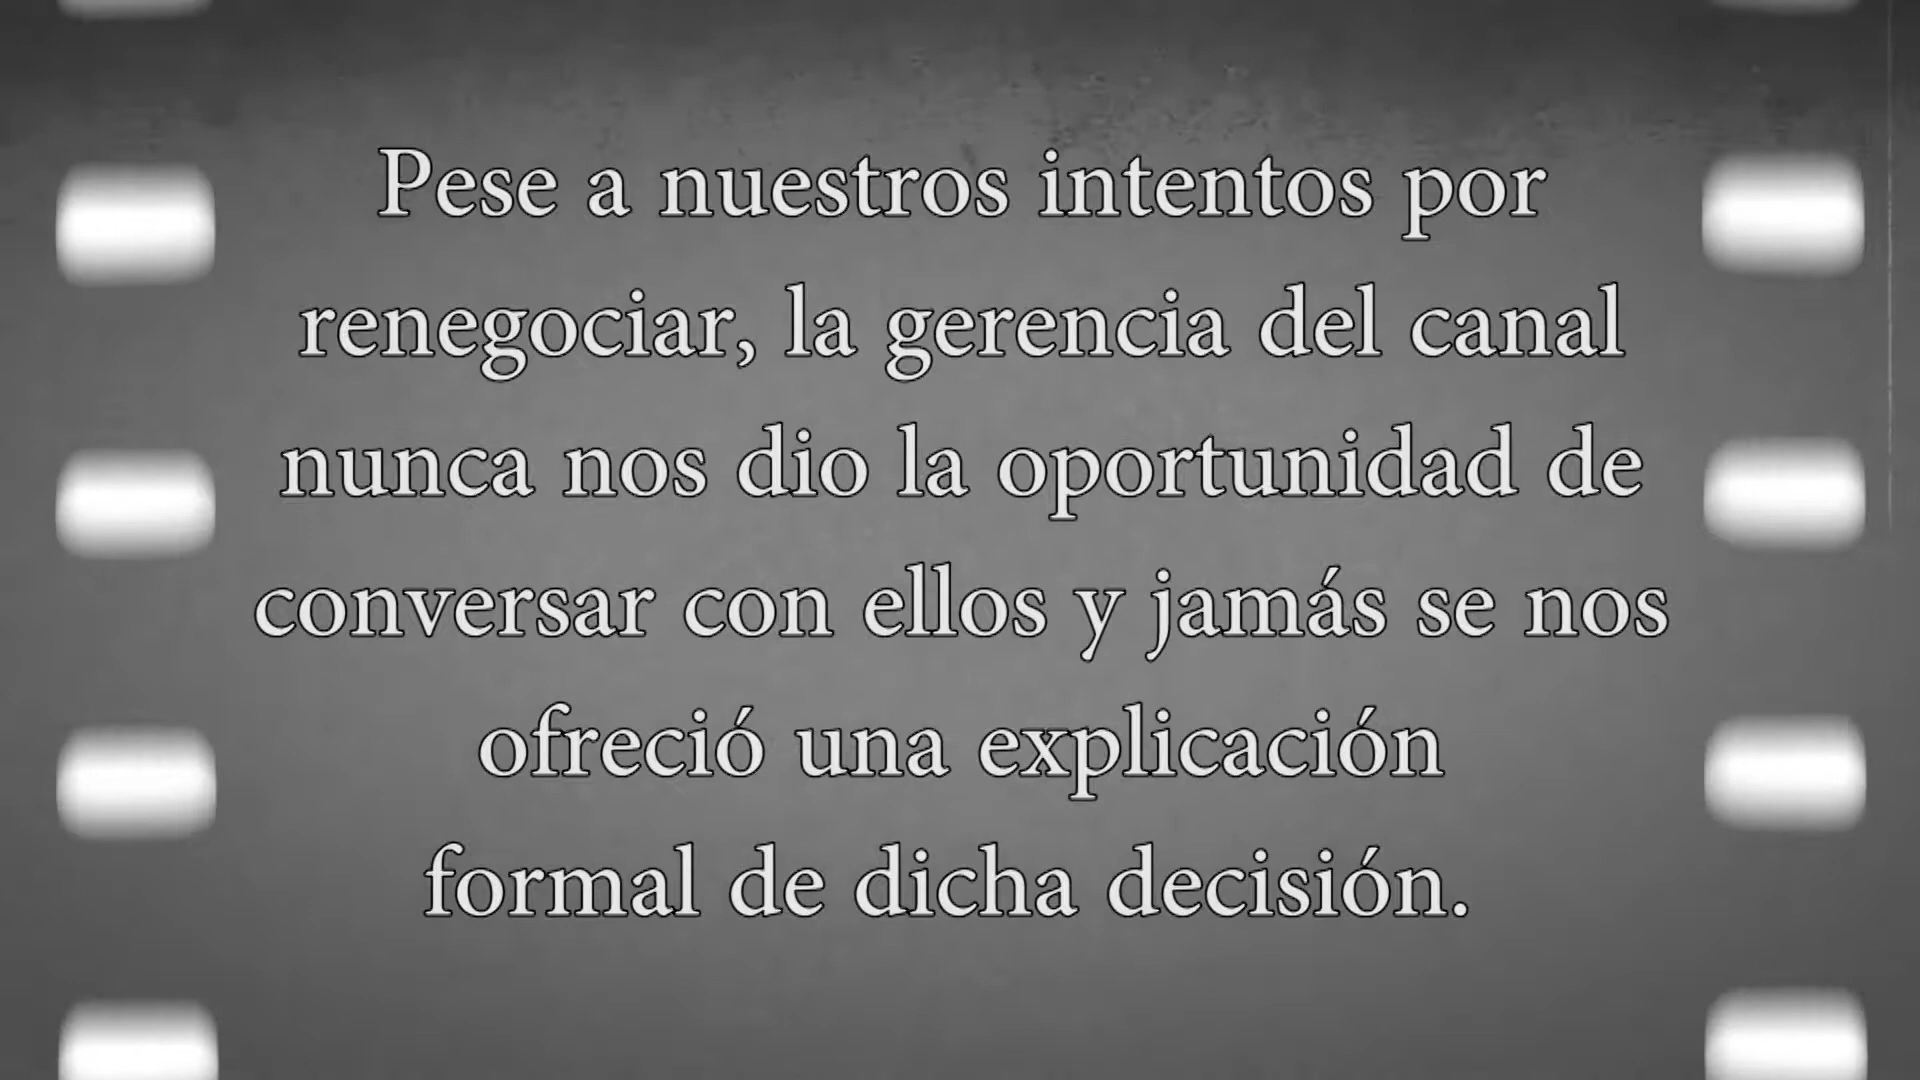 Pese a nuestros intentos por
renegociar, la gerencia del canal
nunca nos dio la oportunidad de
conversar con ellos y jamás se nos
ofreció una explicación
formal de dicha decisión.